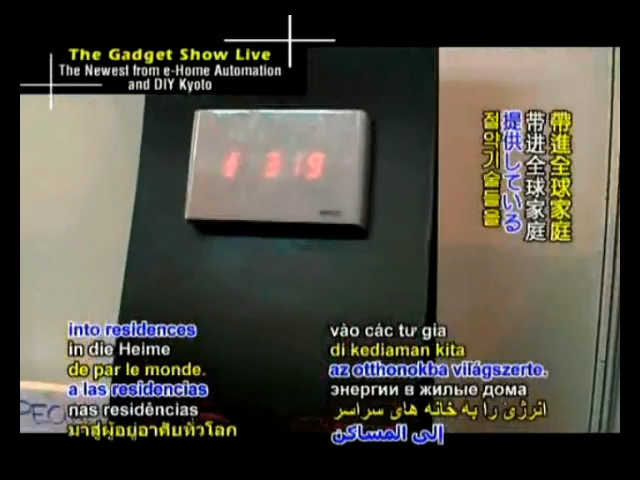 The Gadget Show Live
The Newest from e-Home Automation
and DIY Kyoto
319
帶進全球家庭
带进全球家庭
提供している
절약기술들을
into residences
in die Heime
de par le monde.
a las residencias
nas residências
มาสู่ผู้อยู่อาศัยทั่วโลก
vào các tư gia
di kediaman kita
az otthonokba világszerte.
энергии в жилые дома
انرژی را به خانه های سراسر
إلى المساكن